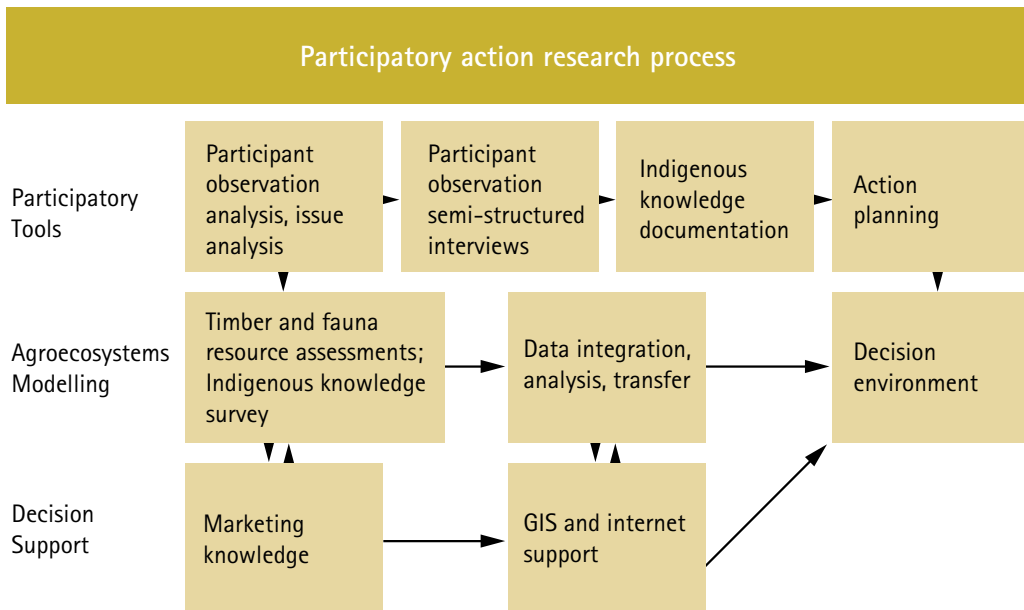 Participatory action research process
Participatory
Tools
Participant
observation
analysis, issue
analysis
Participant
observation
semi-structured
interviews
Indigenous
knowledge
documentation
Action
planning
Agroecosystems
Modelling
Timber and fauna
resource assessments;
Indigenous knowledge
survey
Data integration,
analysis, transfer
Decision
environment
Decision
Support
Marketing
knowledge
GIS and internet
support